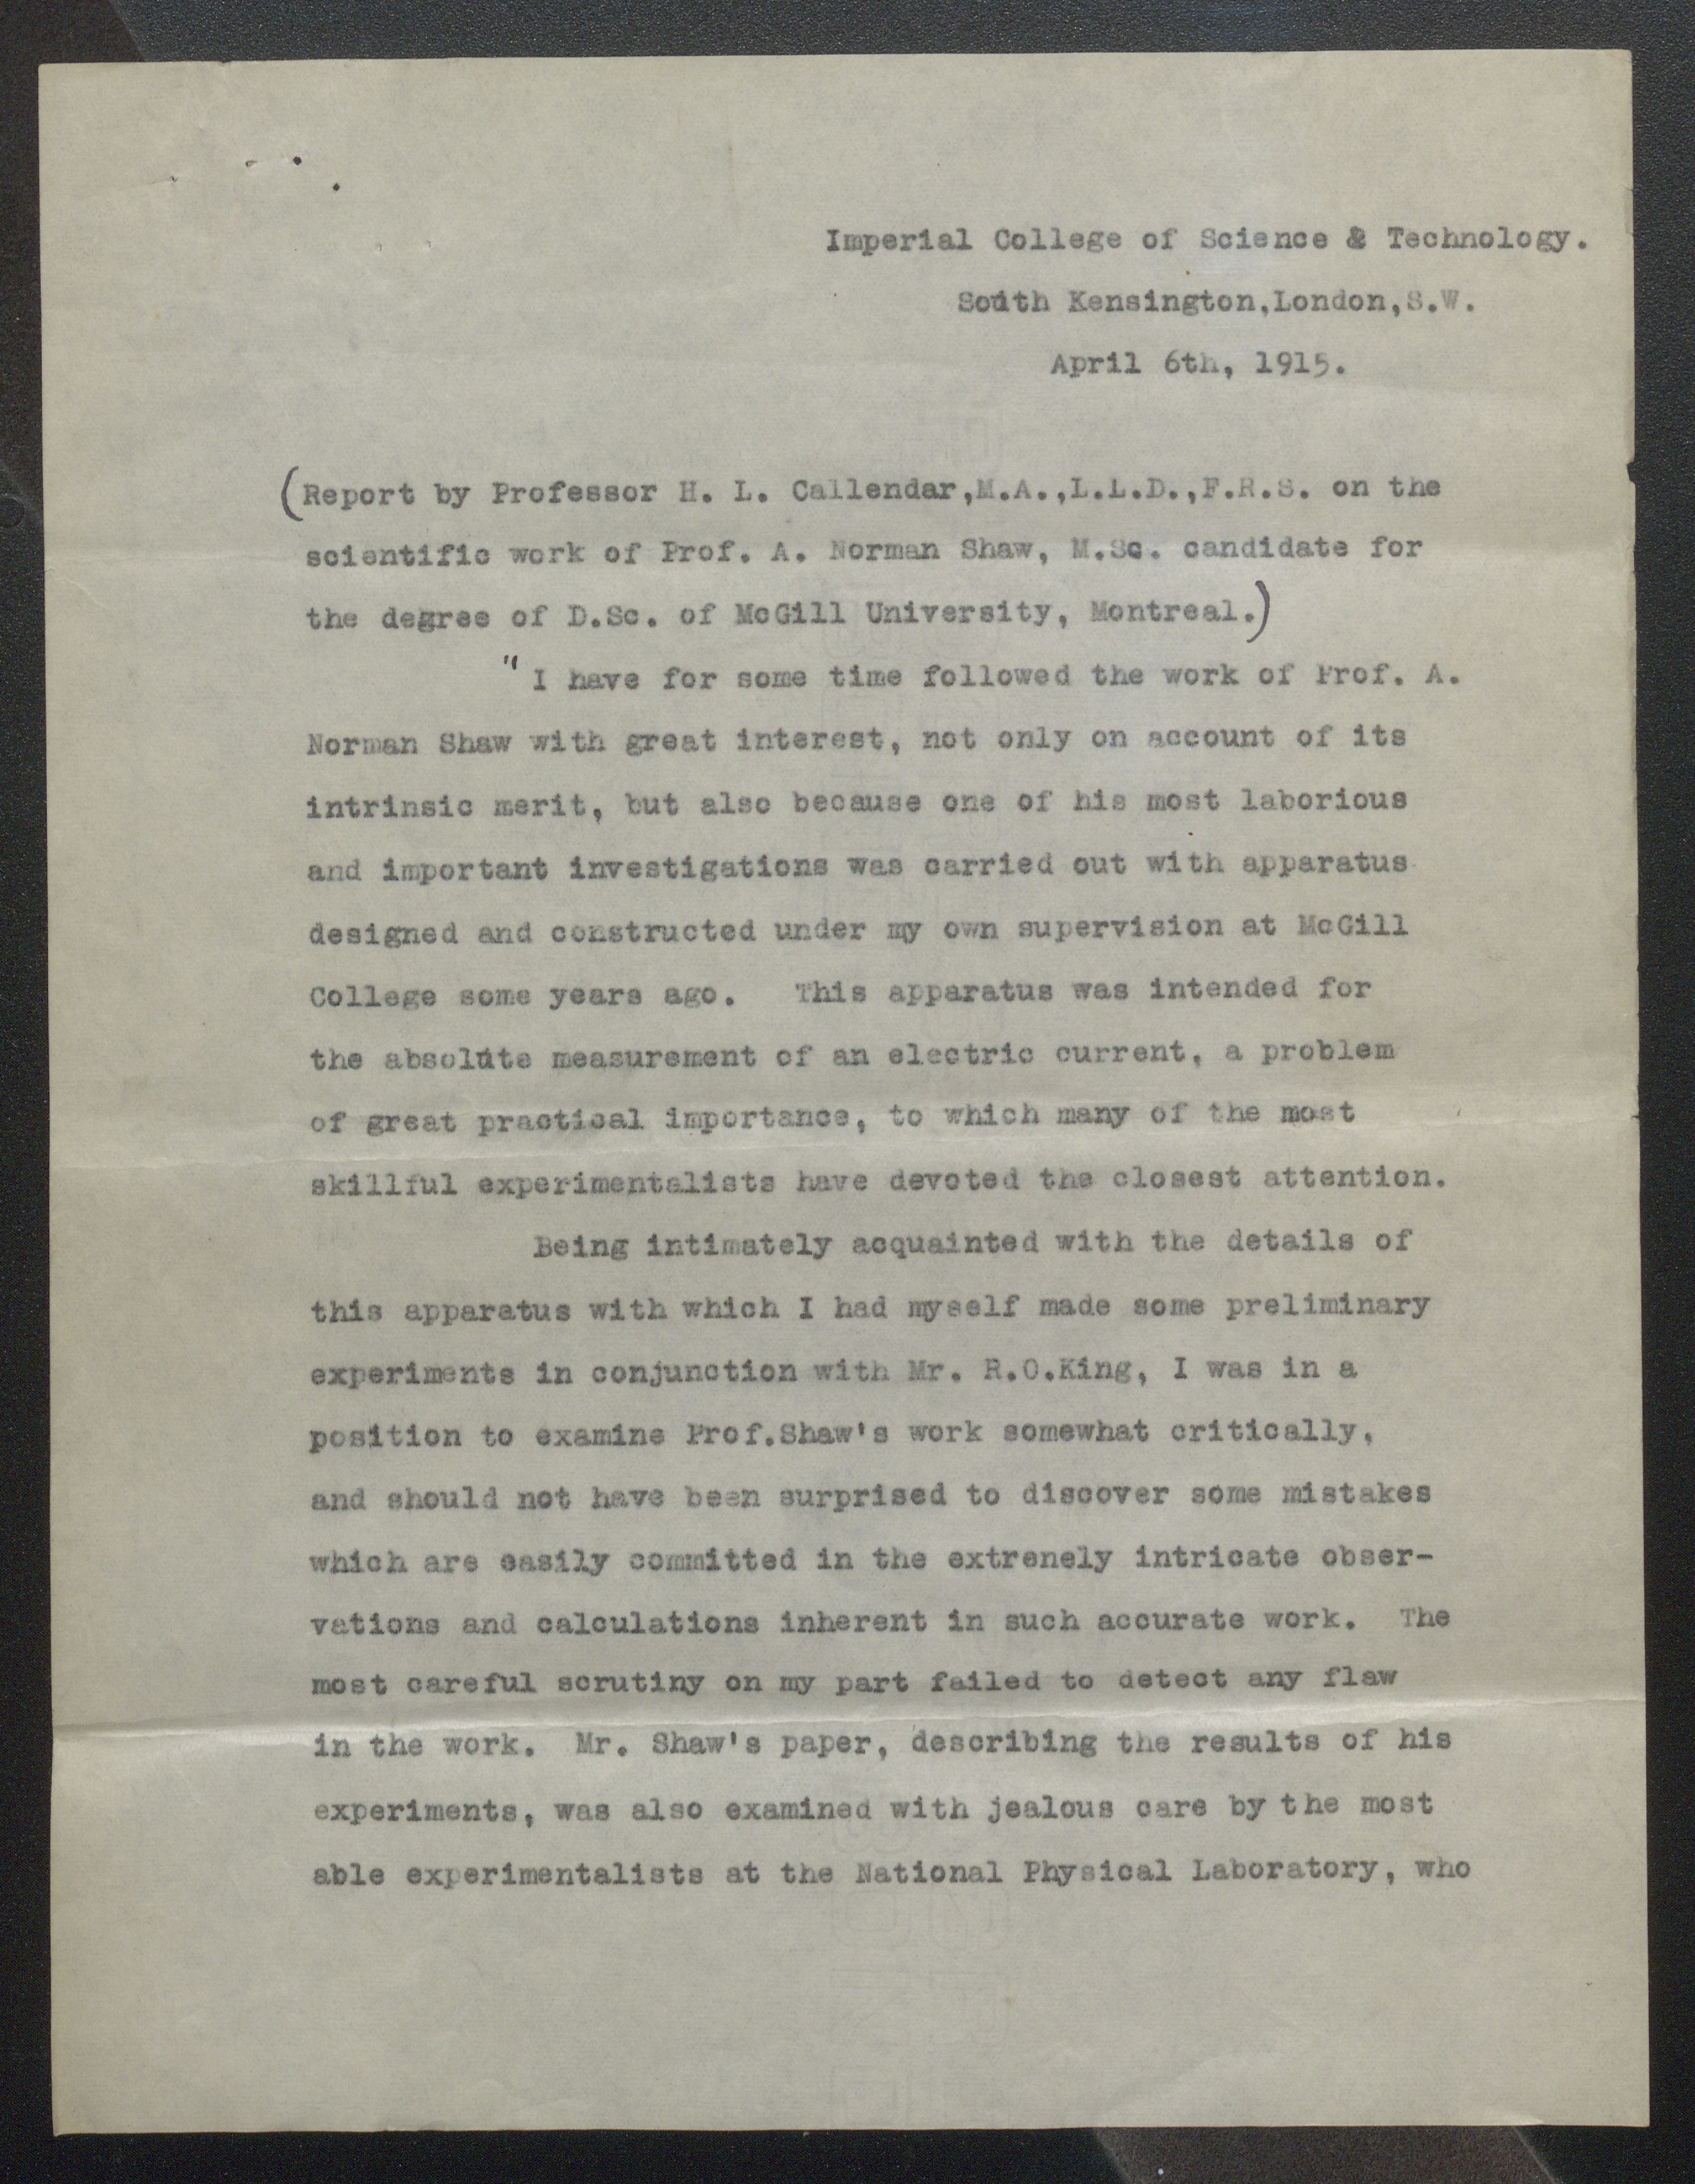 Imperial College of Science & Technology.
South Kensington,London,S.W.
April 6th, 1915.
(Report by Professor H. L. Callendar,M.A.,L.L.D.,F.R.S. on the
scientific work of Prof. A. Norman Shaw, M.Sc. candidate for
the degree of D.Sc. of McGill University, Montreal.)
"I have for some time followed the work of Prof. A.
Norman Shaw with great interest, not only on account of its
intrinsic merit, but also because one of his most laborious
and important investigations was carried out with apparatus
designed and constructed under my own supervision at McGill
College some years ago. This apparatus was intended for
the absolute measurement of an electric current, a problem
of great practical importance, to which many of the most
skillful experimentalists have devoted the closest attention.
Being intimately acquainted with the details of
this apparatus with which I had myself made some preliminary
experiments in conjunction with Mr. R.O.King, I was in a
position to examine Prof.Shaw's work somewhat critically,
and should not have been surprised to discover some mistakes
which are easily committed in the extrenely intricate obser-
vations and calculations inherent in such accurate work. The
most careful scrutiny on my part failed to detect any flaw
in the work. Mr. Shaw's paper, describing the results of his
experiments, was also examined with jealous care by the most
able experimentalists at the National Physical Laboratory, who